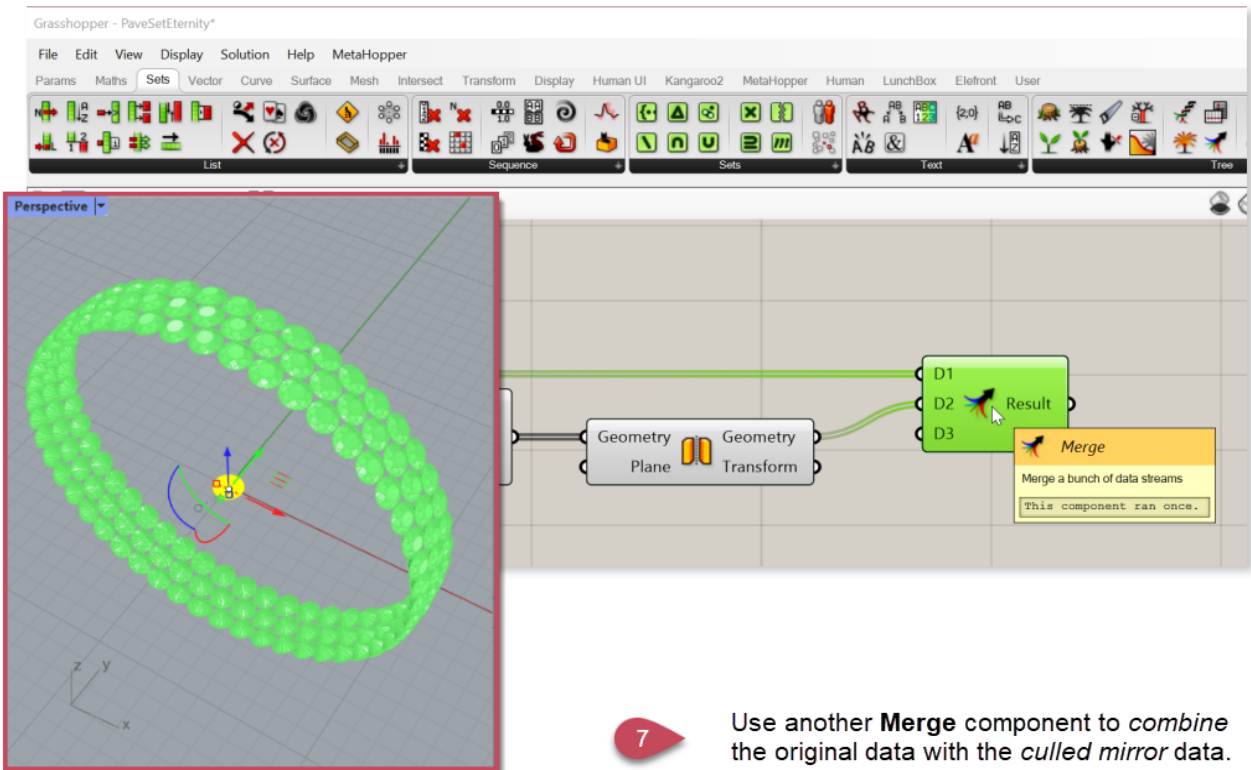 Grasshopper - PaveSetEternity*
File Edit View Display Solution Help MetaHopper
Params Maths Sets Vector Curve Surface Mesh Intersect Transform Display Human UI Kangaroo2 MetaHopper Human LunchBox Elefront User
List Sequence Sets Text Tree
Perspective
D1
D2 Result
D3
Geometry Geometry
Plane Transform
Merge
Merge a bunch of data streams
This component ran once.
z y
x
7
Use another Merge component to combine
the original data with the culled mirror data.